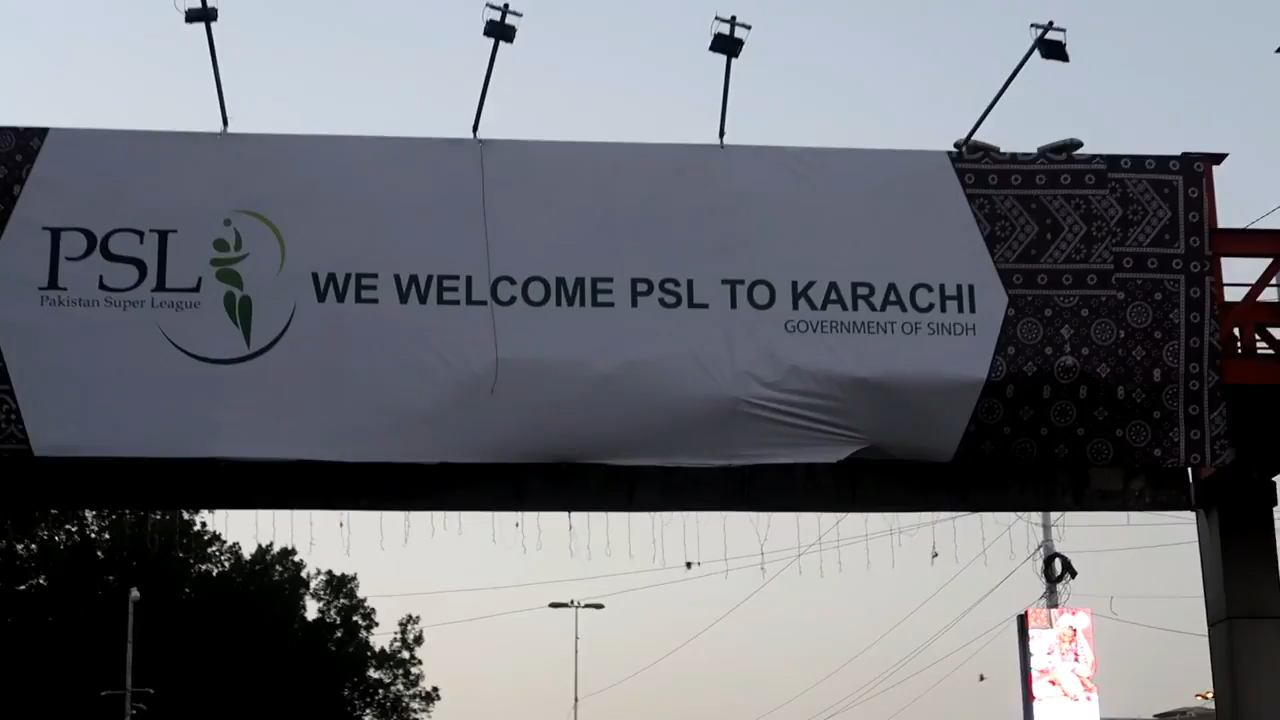 PSL
Pakistan Super League
WE WELCOME PSL TO KARACHI
GOVERNMENT OF SINDH